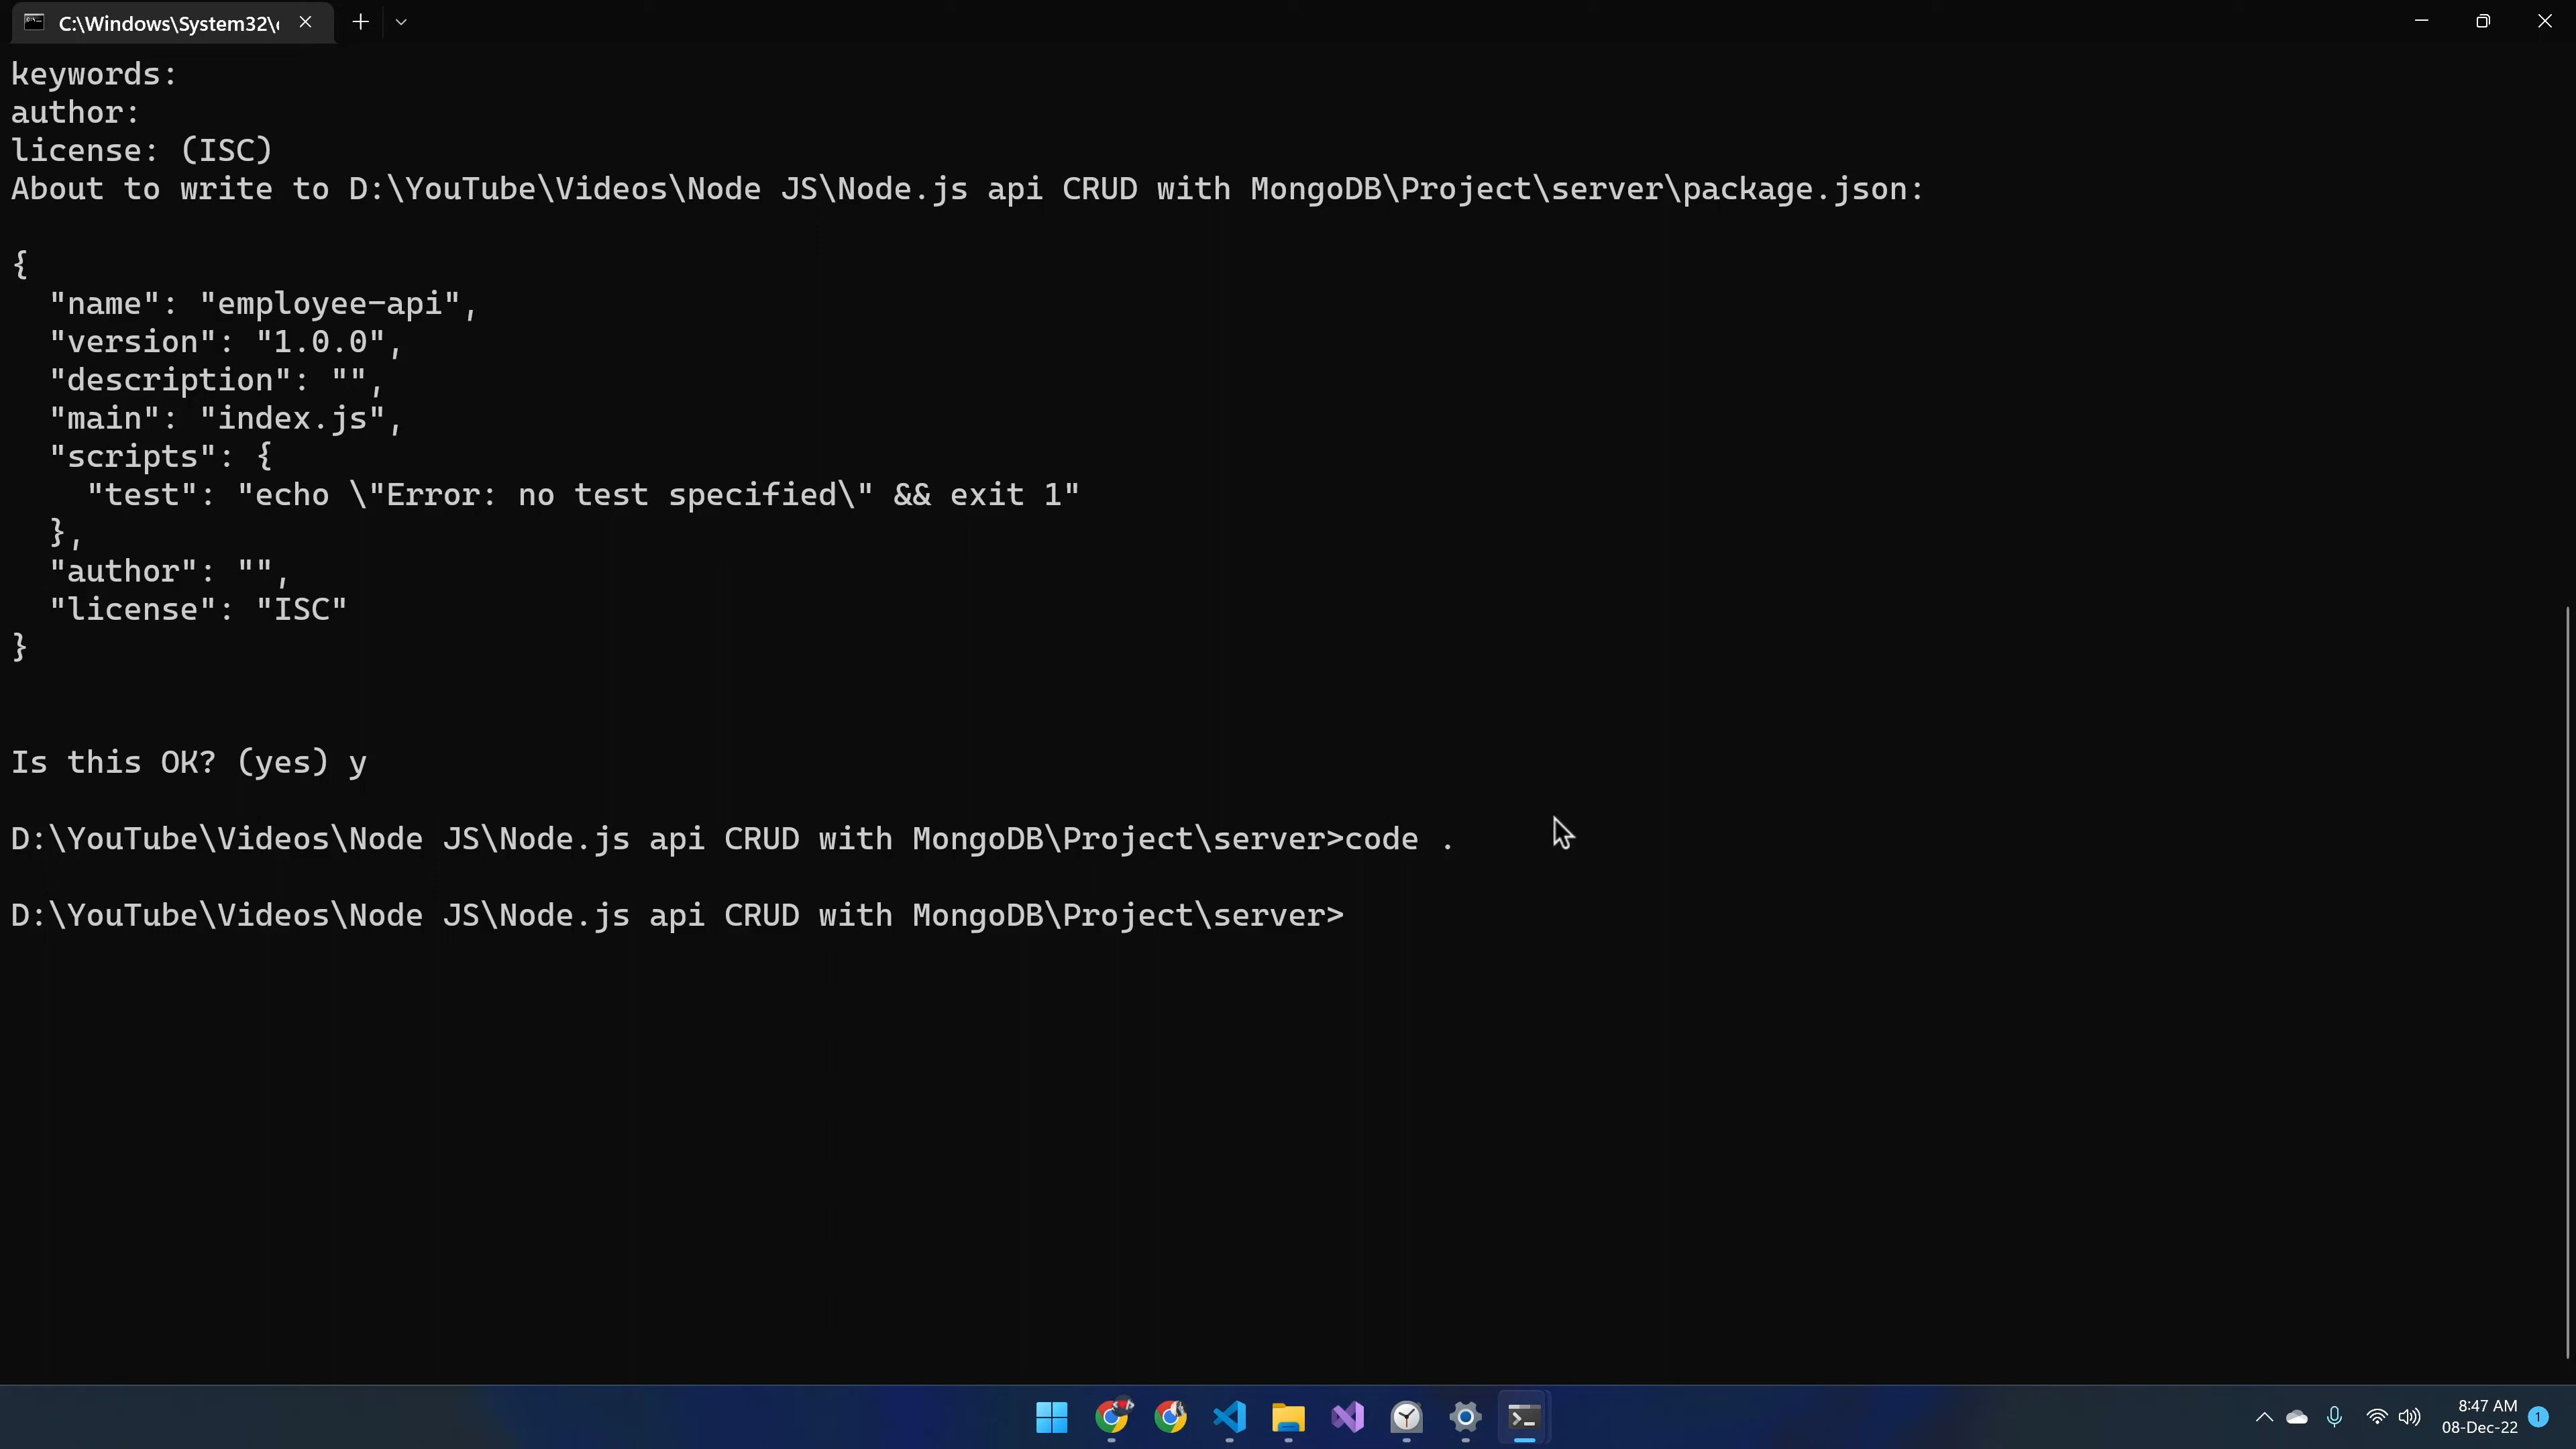 C:\Windows\System32\c
keywords:
author:
license: (ISC)
About to write to D:\YouTube\Videos\Node JS\Node.js api CRUD with MongoDB\Project\server\package.json:
{
  "name": "employee-api",
  "version": "1.0.0",
  "description": "",
  "main": "index.js",
  "scripts": {
    "test": "echo \"Error: no test specified\" && exit 1"
  },
  "author": "",
  "license": "ISC"
}
Is this OK? (yes) y
D:\YouTube\Videos\Node JS\Node.js api CRUD with MongoDB\Project\server>code .
D:\YouTube\Videos\Node JS\Node.js api CRUD with MongoDB\Project\server>
8:47 AM
08-Dec-22
1